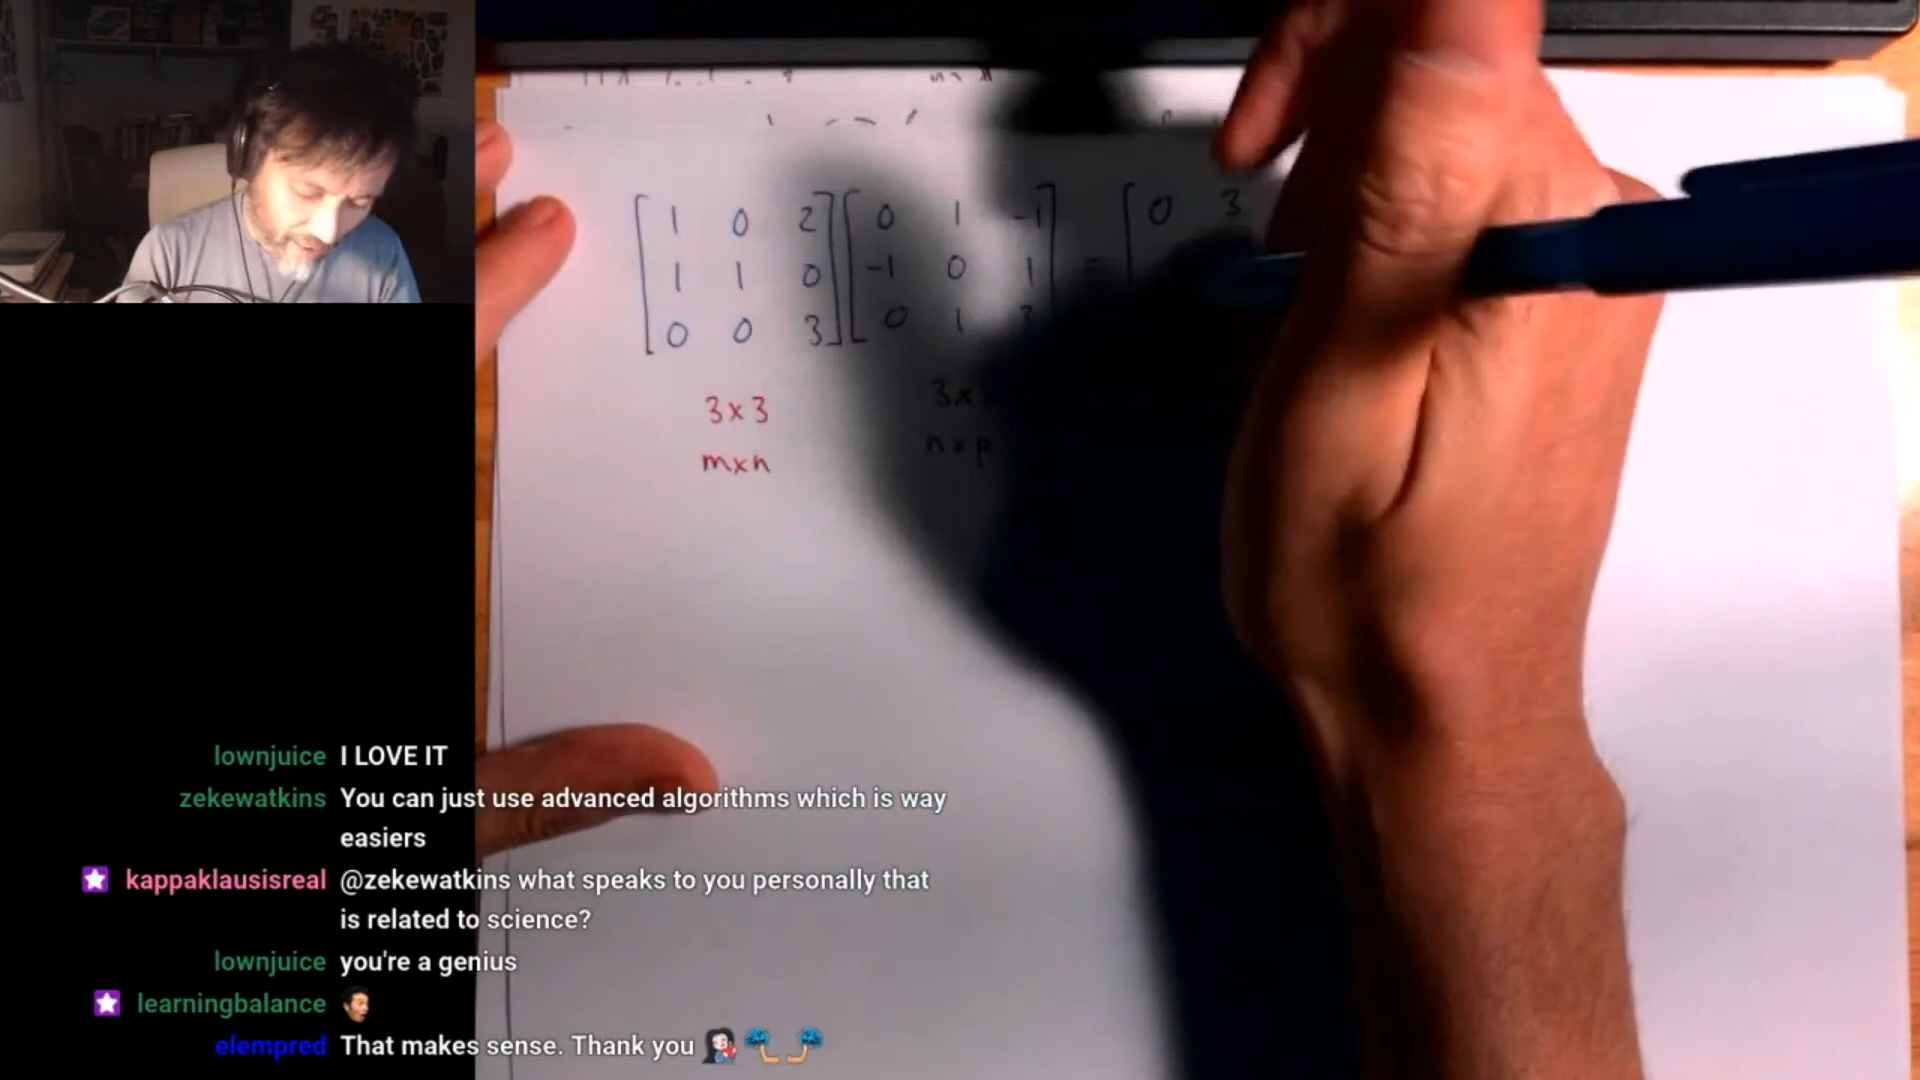 m x n
[ 1 0 2 ] [ 0 1 -1 ] = [ 0 3
1 1 0 -1 0 1
0 0 3 0 1 3
3x3 3x
mxn nxp
lownjuice I LOVE IT
zekewatkins You can just use advanced algorithms which is way
easiers
kappaklausisreal @zekewatkins what speaks to you personally that
is related to science?
lownjuice you're a genius
learningbalance
elempred That makes sense. Thank you